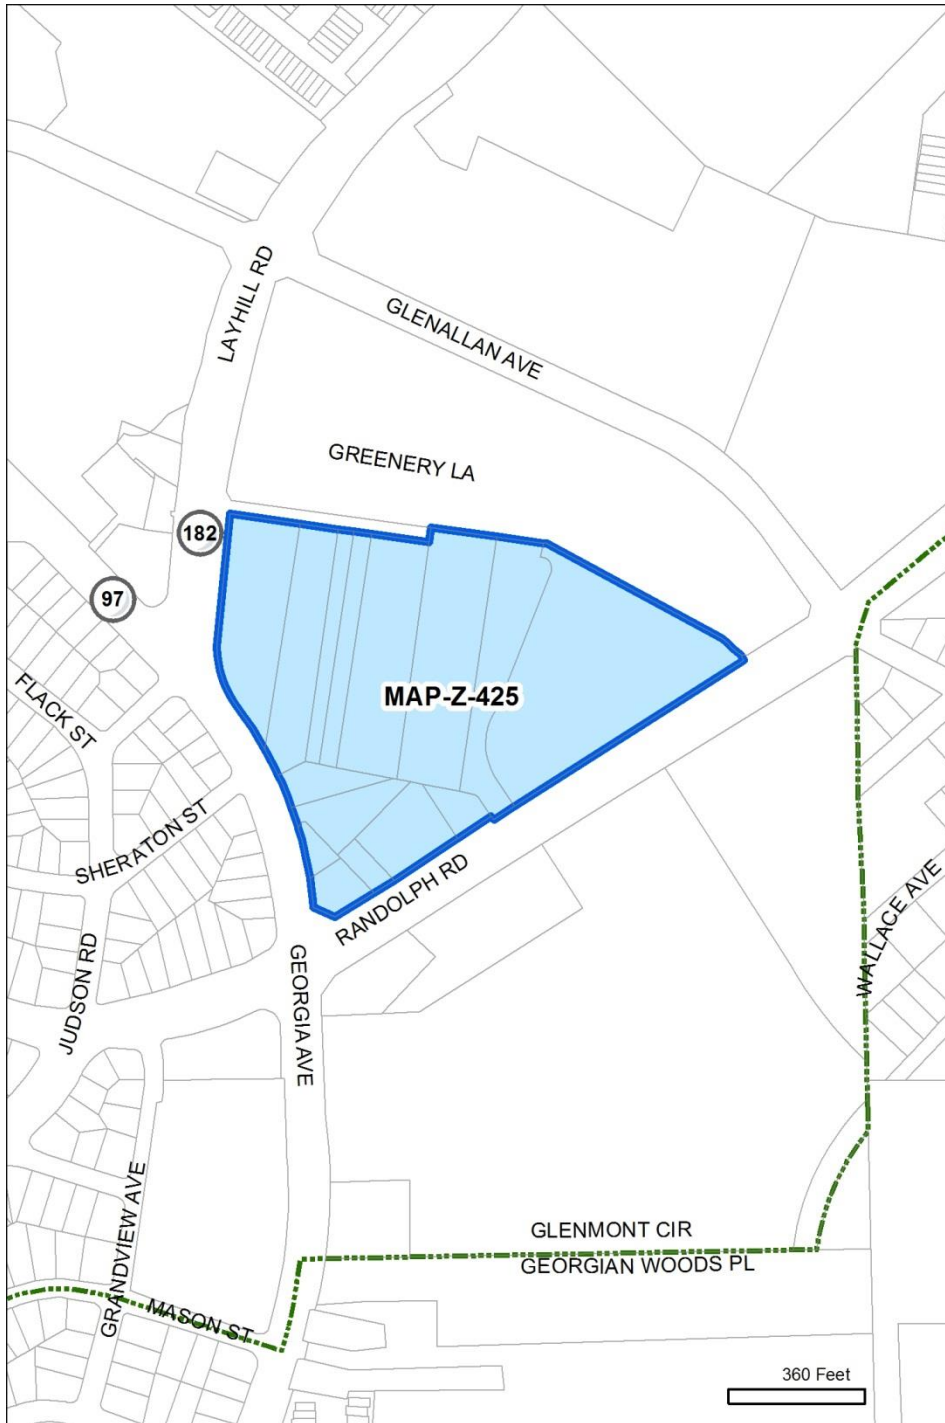 LAYHILL RD
GLENALLAN AVE
GREENERY LA
182
97
FLACK ST
MAP-Z-425
SHERATON ST
RANDOLPH RD
WALLACE AVE
JUDSON RD
GEORGIA AVE
GRANDVIEW AVE
GLENMONT CIR
GEORGIAN WOODS PL
MASON ST
360 Feet